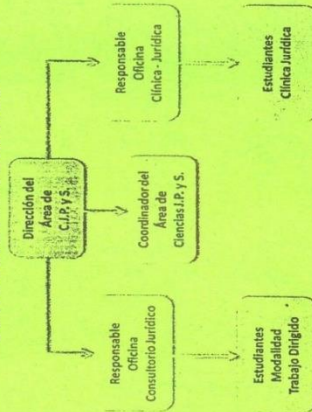 Dirección del
Área de
C.J.P. y S.
Responsable
Oficina
Consultorio Jurídico
Coordinador del
Área de
Ciencias J.P. y S.
Responsable
Oficina
Clínica - Jurídica
Estudiantes
Modalidad
Trabajo Dirigido
Estudiantes
Clínica Jurídica